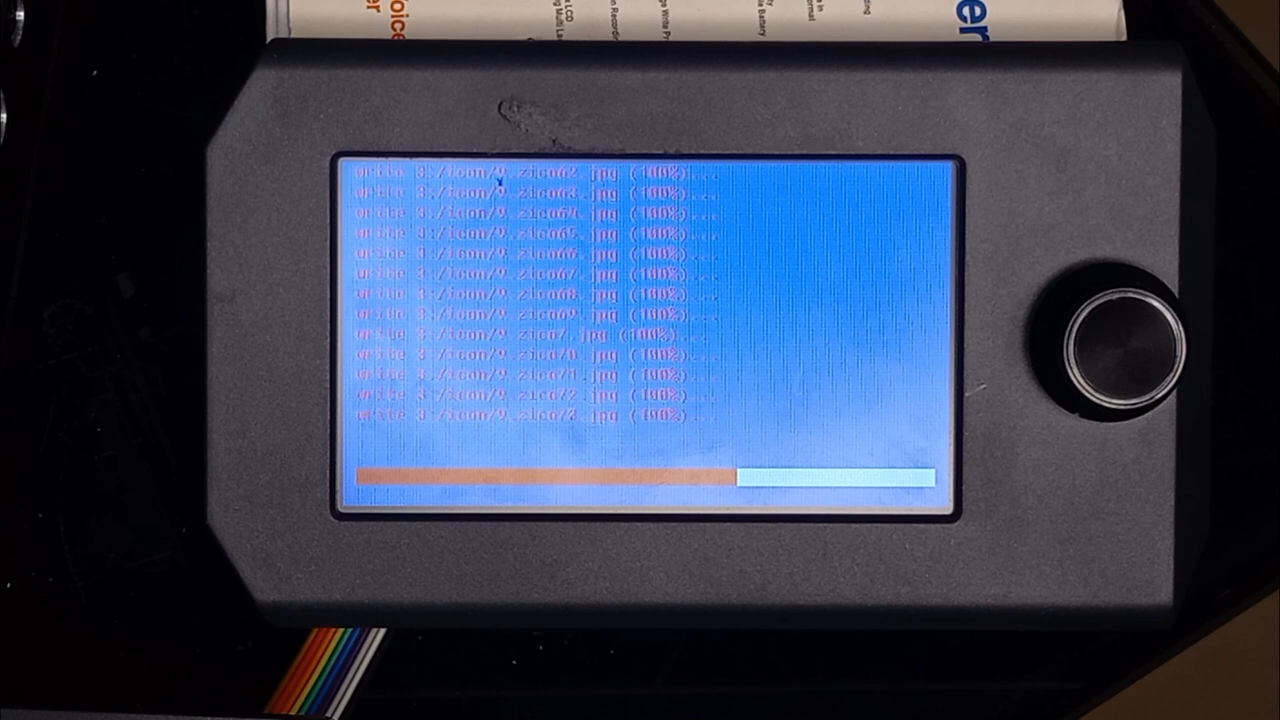 write 3:/icon/9.zico62.jpg (100%)...
write 3:/icon/9.zico63.jpg (100%)...
write 3:/icon/9.zico64.jpg (100%)...
write 3:/icon/9.zico65.jpg (100%)...
write 3:/icon/9.zico66.jpg (100%)...
write 3:/icon/9.zico67.jpg (100%)...
write 3:/icon/9.zico68.jpg (100%)...
write 3:/icon/9.zico69.jpg (100%)...
write 3:/icon/9.zico7.jpg (100%)...
write 3:/icon/9.zico70.jpg (100%)...
write 3:/icon/9.zico71.jpg (100%)...
write 3:/icon/9.zico72.jpg (100%)...
write 3:/icon/9.zico73.jpg (100%)...
LCD
Multi
Write
Battery